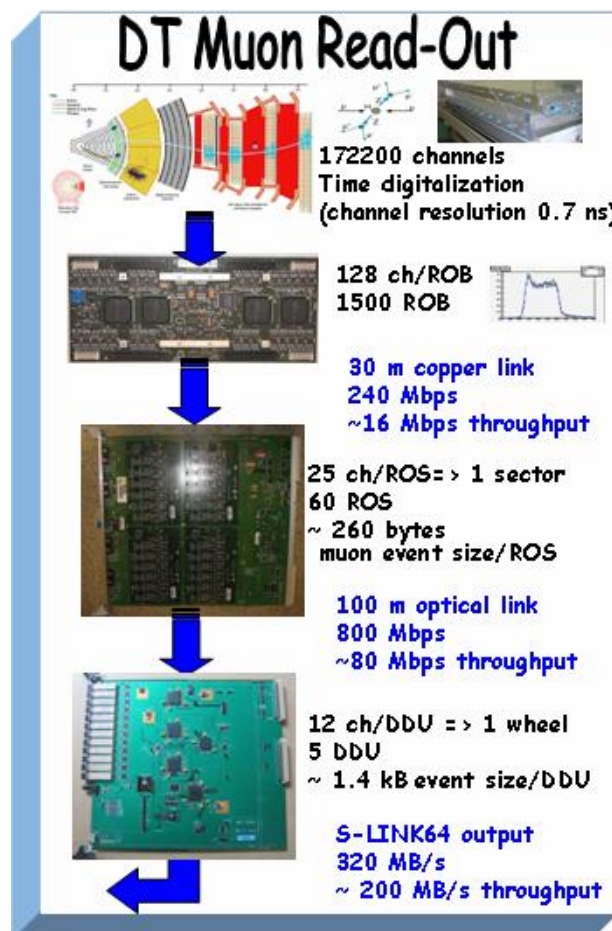 DT Muon Read-Out
172200 channels
Time digitalization
(channel resolution 0.7 ns)
128 ch/ROB
1500 ROB
30 m copper link
240 Mbps
~16 Mbps throughput
25 ch/ROS=> 1 sector
60 ROS
~ 260 bytes
muon event size/ROS
100 m optical link
800 Mbps
~80 Mbps throughput
12 ch/DDU => 1 wheel
5 DDU
~ 1.4 kB event size/DDU
S-LINK64 output
320 MB/s
~ 200 MB/s throughput